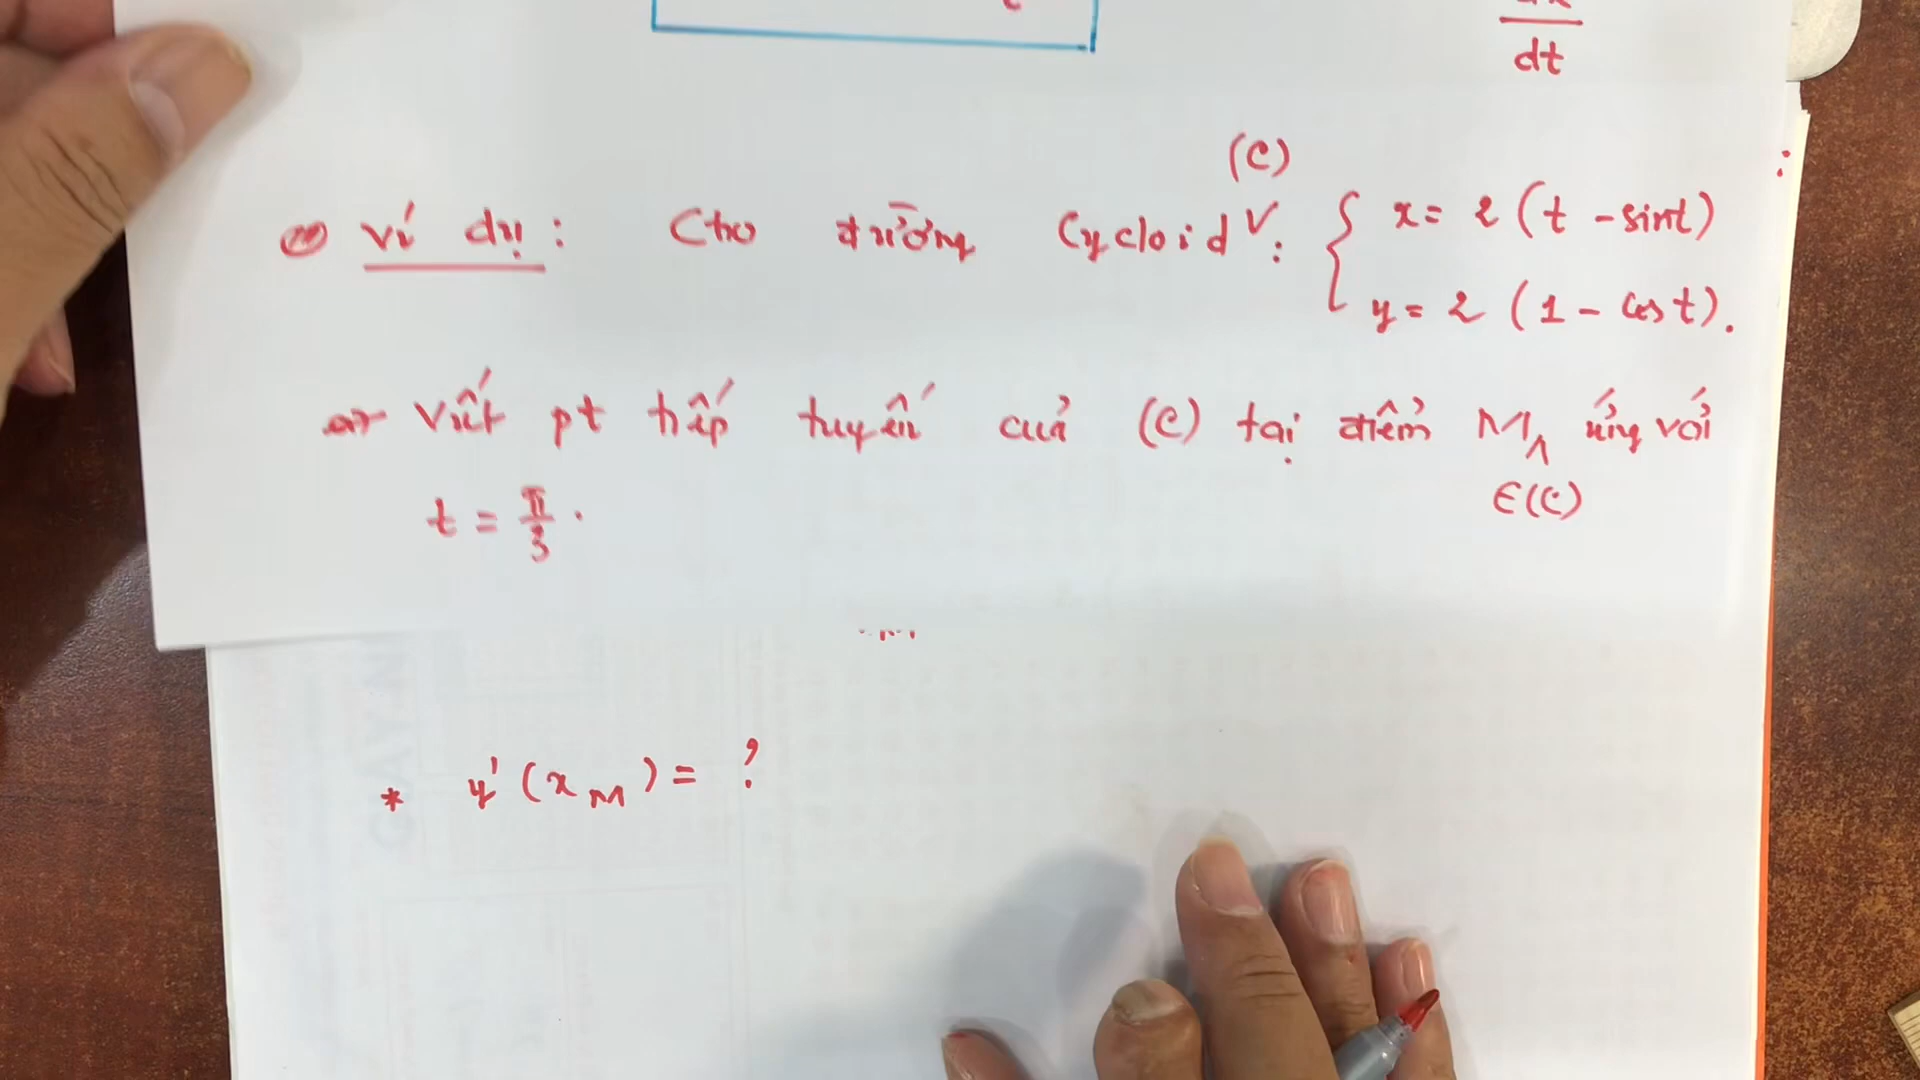 dt
Ví dụ: Cho đường Cycloid (C): { x = 2 (t - sint)
y = 2 (1 - cost).
Viết pt tiếp tuyến của (C) tại điểm M ∈(C) ứng với
t = π/3.
* y'(x_M) = ?